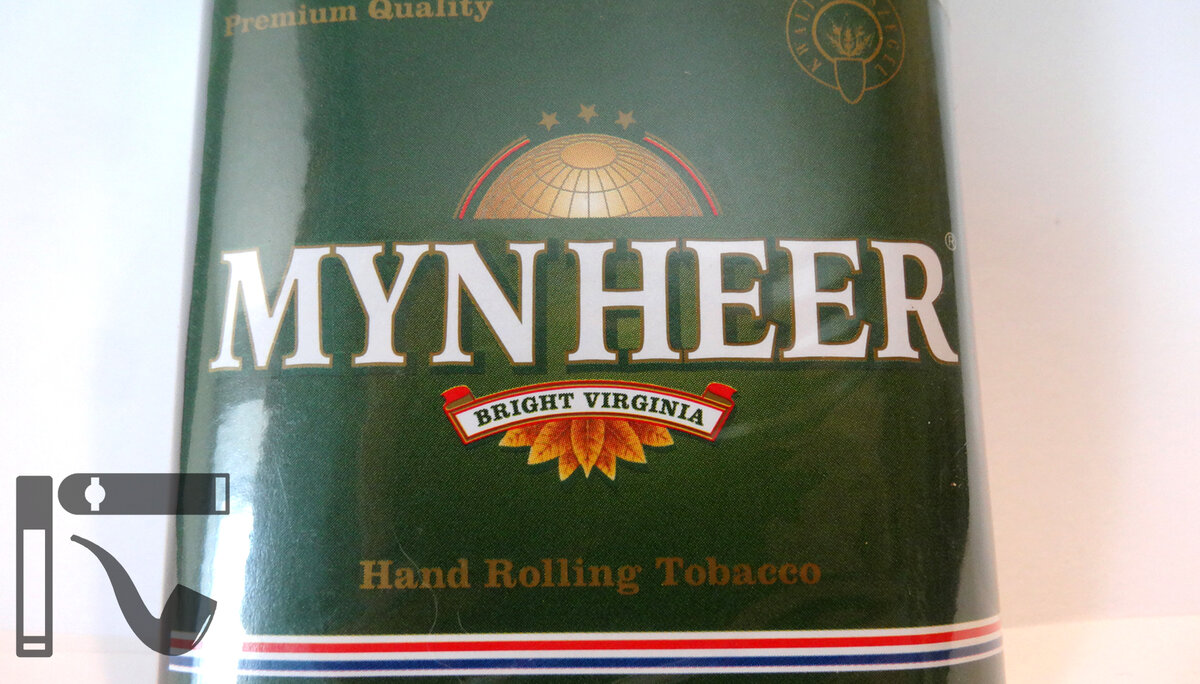 Premium Quality
MYNHEER®
BRIGHT VIRGINIA
Hand Rolling Tobacco